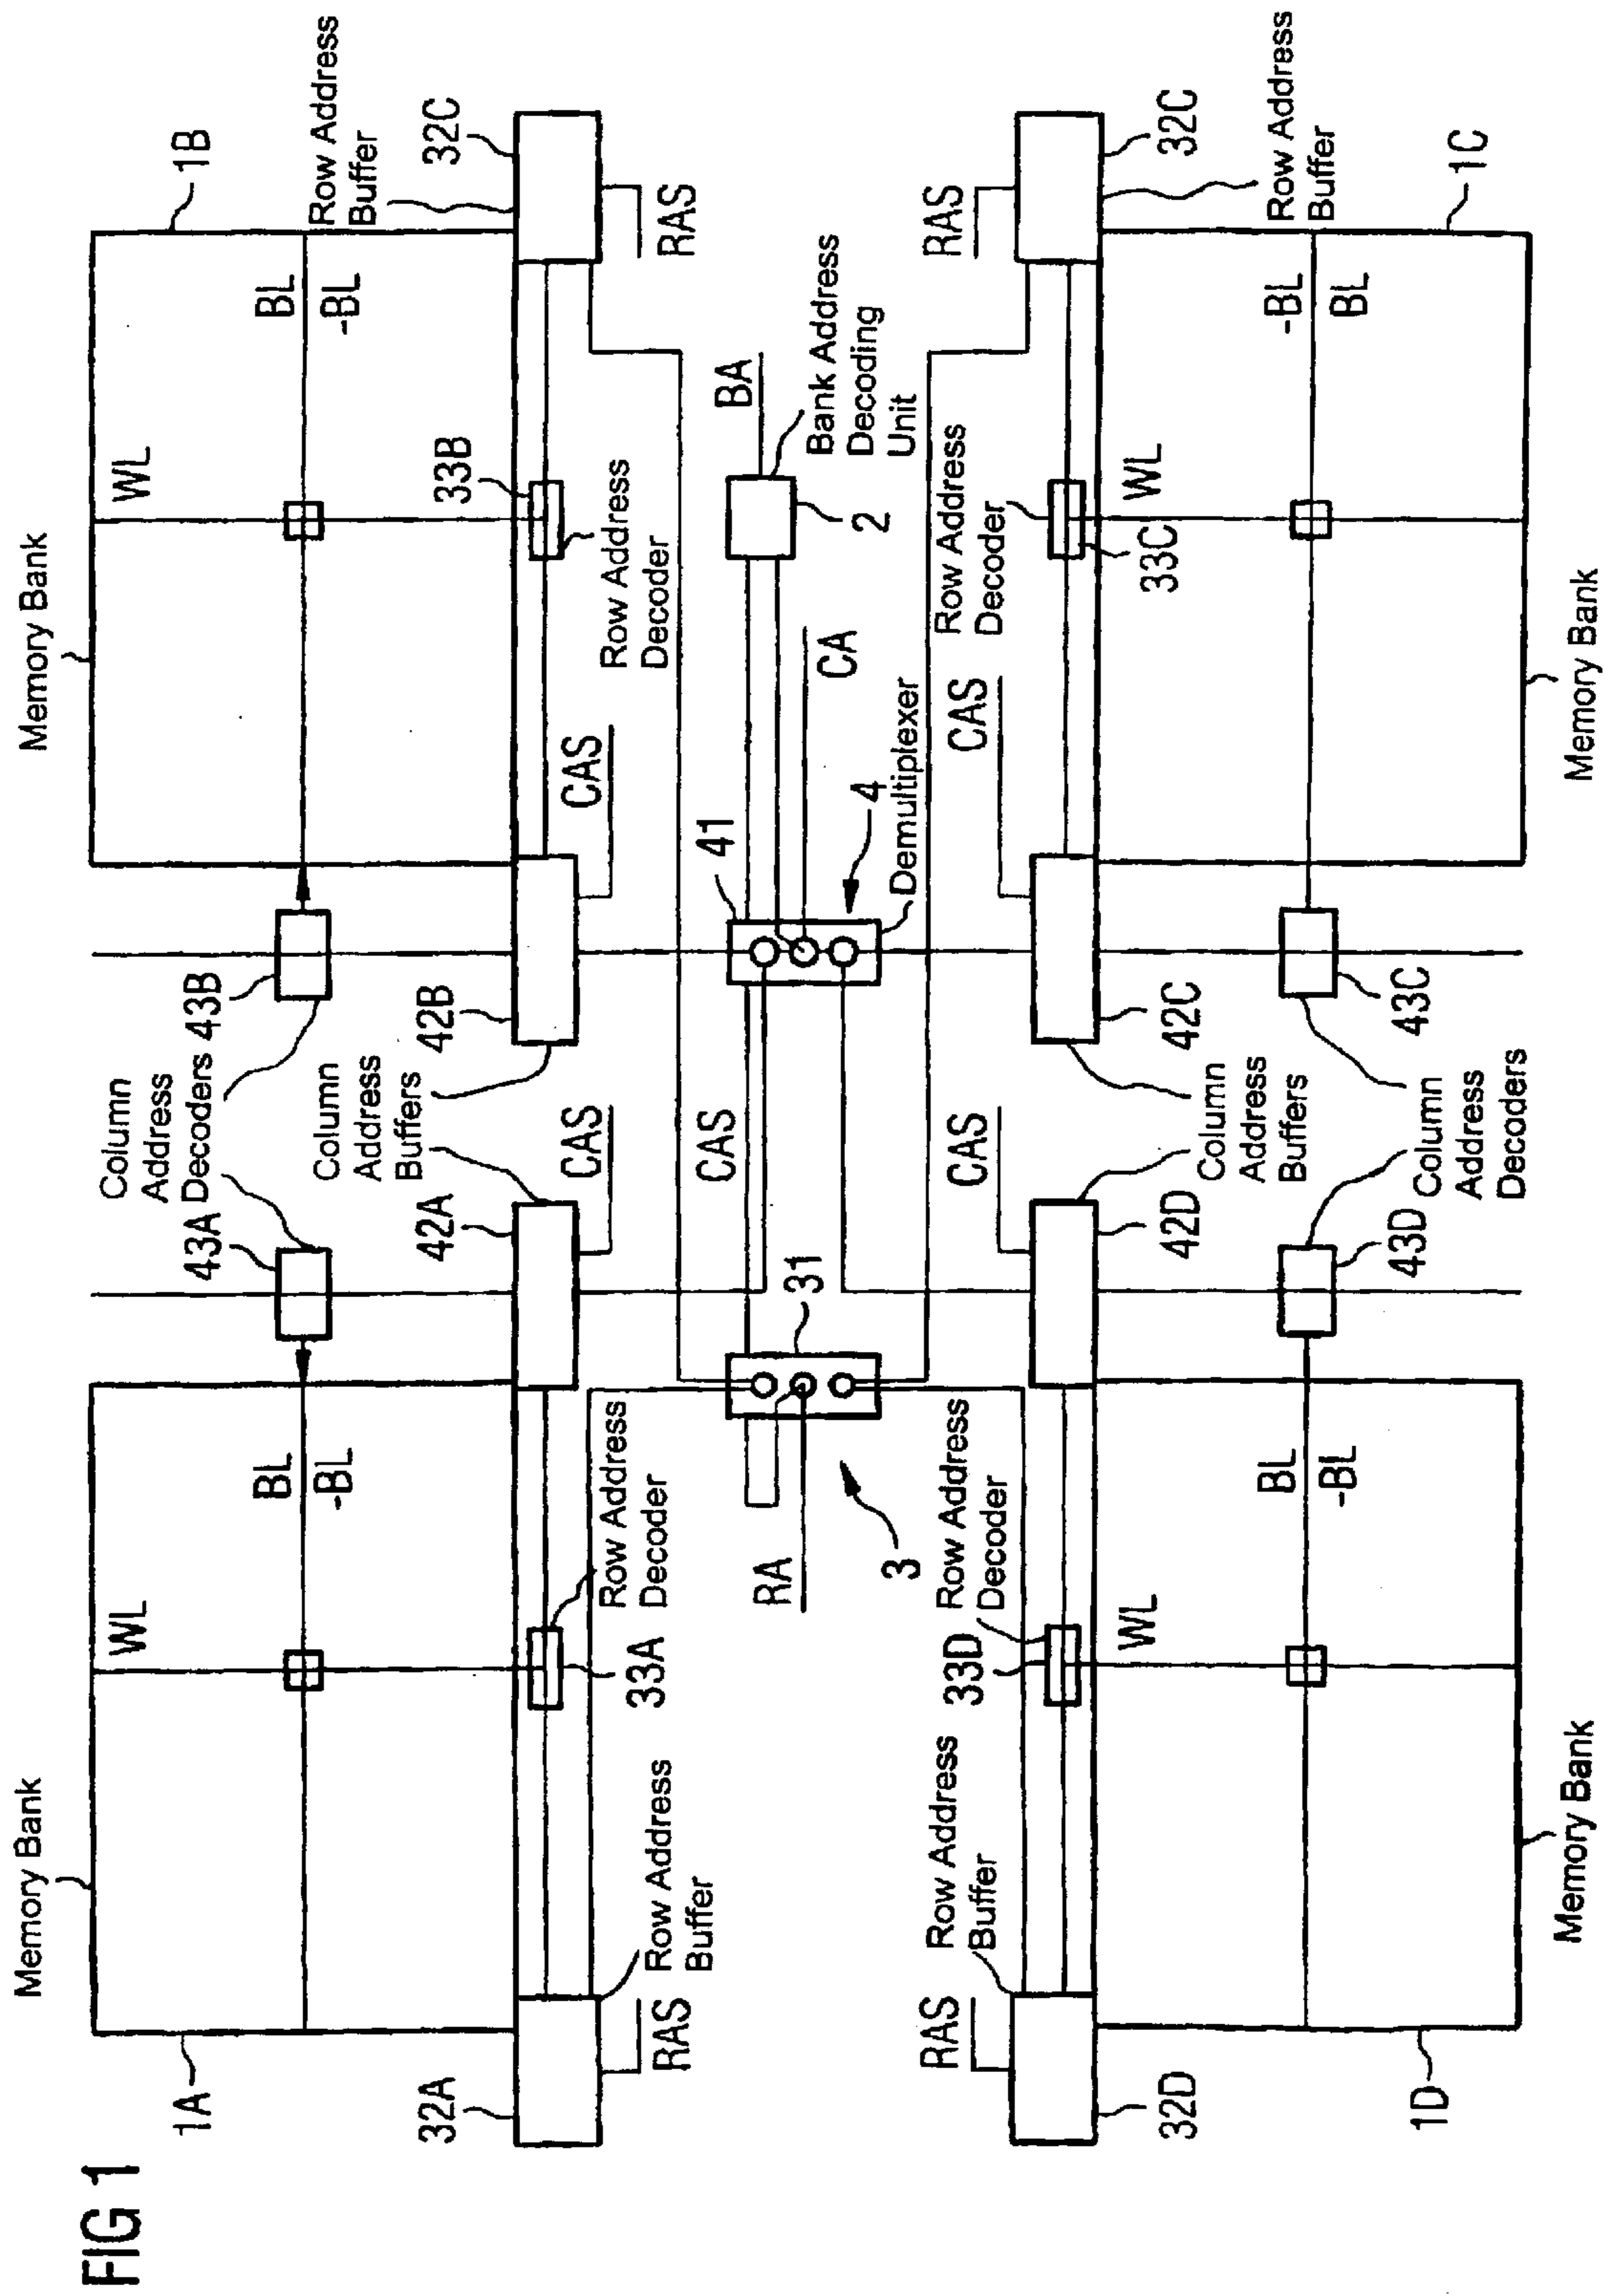 FIG 1
Memory Bank
Memory Bank
1A
WL
BL
-BL
43A
Column
Address
Decoders
43B
WL
BL
-BL
1B
Row Address
Buffer
32A
RAS
Row Address
Buffer
33A
Row Address
Decoder
42A
Column
Address
Buffers
CAS
42B
CAS
33B
Row Address
Decoder
32C
RAS
RA
3
31
CAS
41
4
Demultiplexer
CA
2
BA
Bank Address
Decoding
Unit
RAS
32D
Row Address
Buffer
33D
Row Address
Decoder
CAS
42D
Column
Address
Buffers
CAS
42C
Row Address
Decoder
33C
RAS
32C
Row Address
Buffer
1D
WL
BL
-BL
43D
Column
Address
Decoders
43C
WL
-BL
BL
1C
Memory Bank
Memory Bank